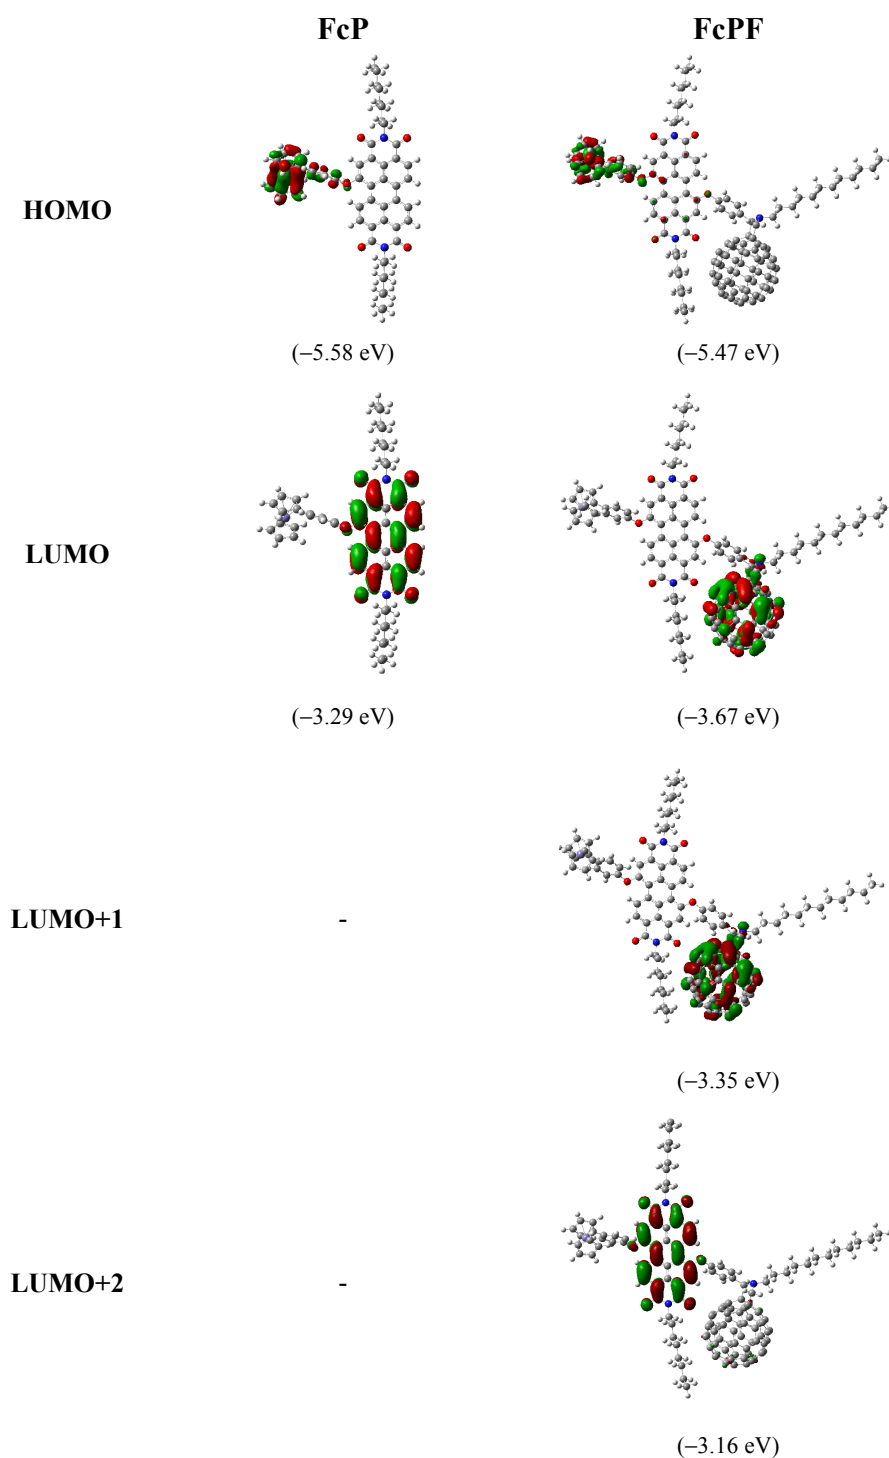 FcP FcPF
HOMO
(−5.58 eV) (−5.47 eV)
LUMO
(−3.29 eV) (−3.67 eV)
LUMO+1 -
(−3.35 eV)
LUMO+2 -
(−3.16 eV)